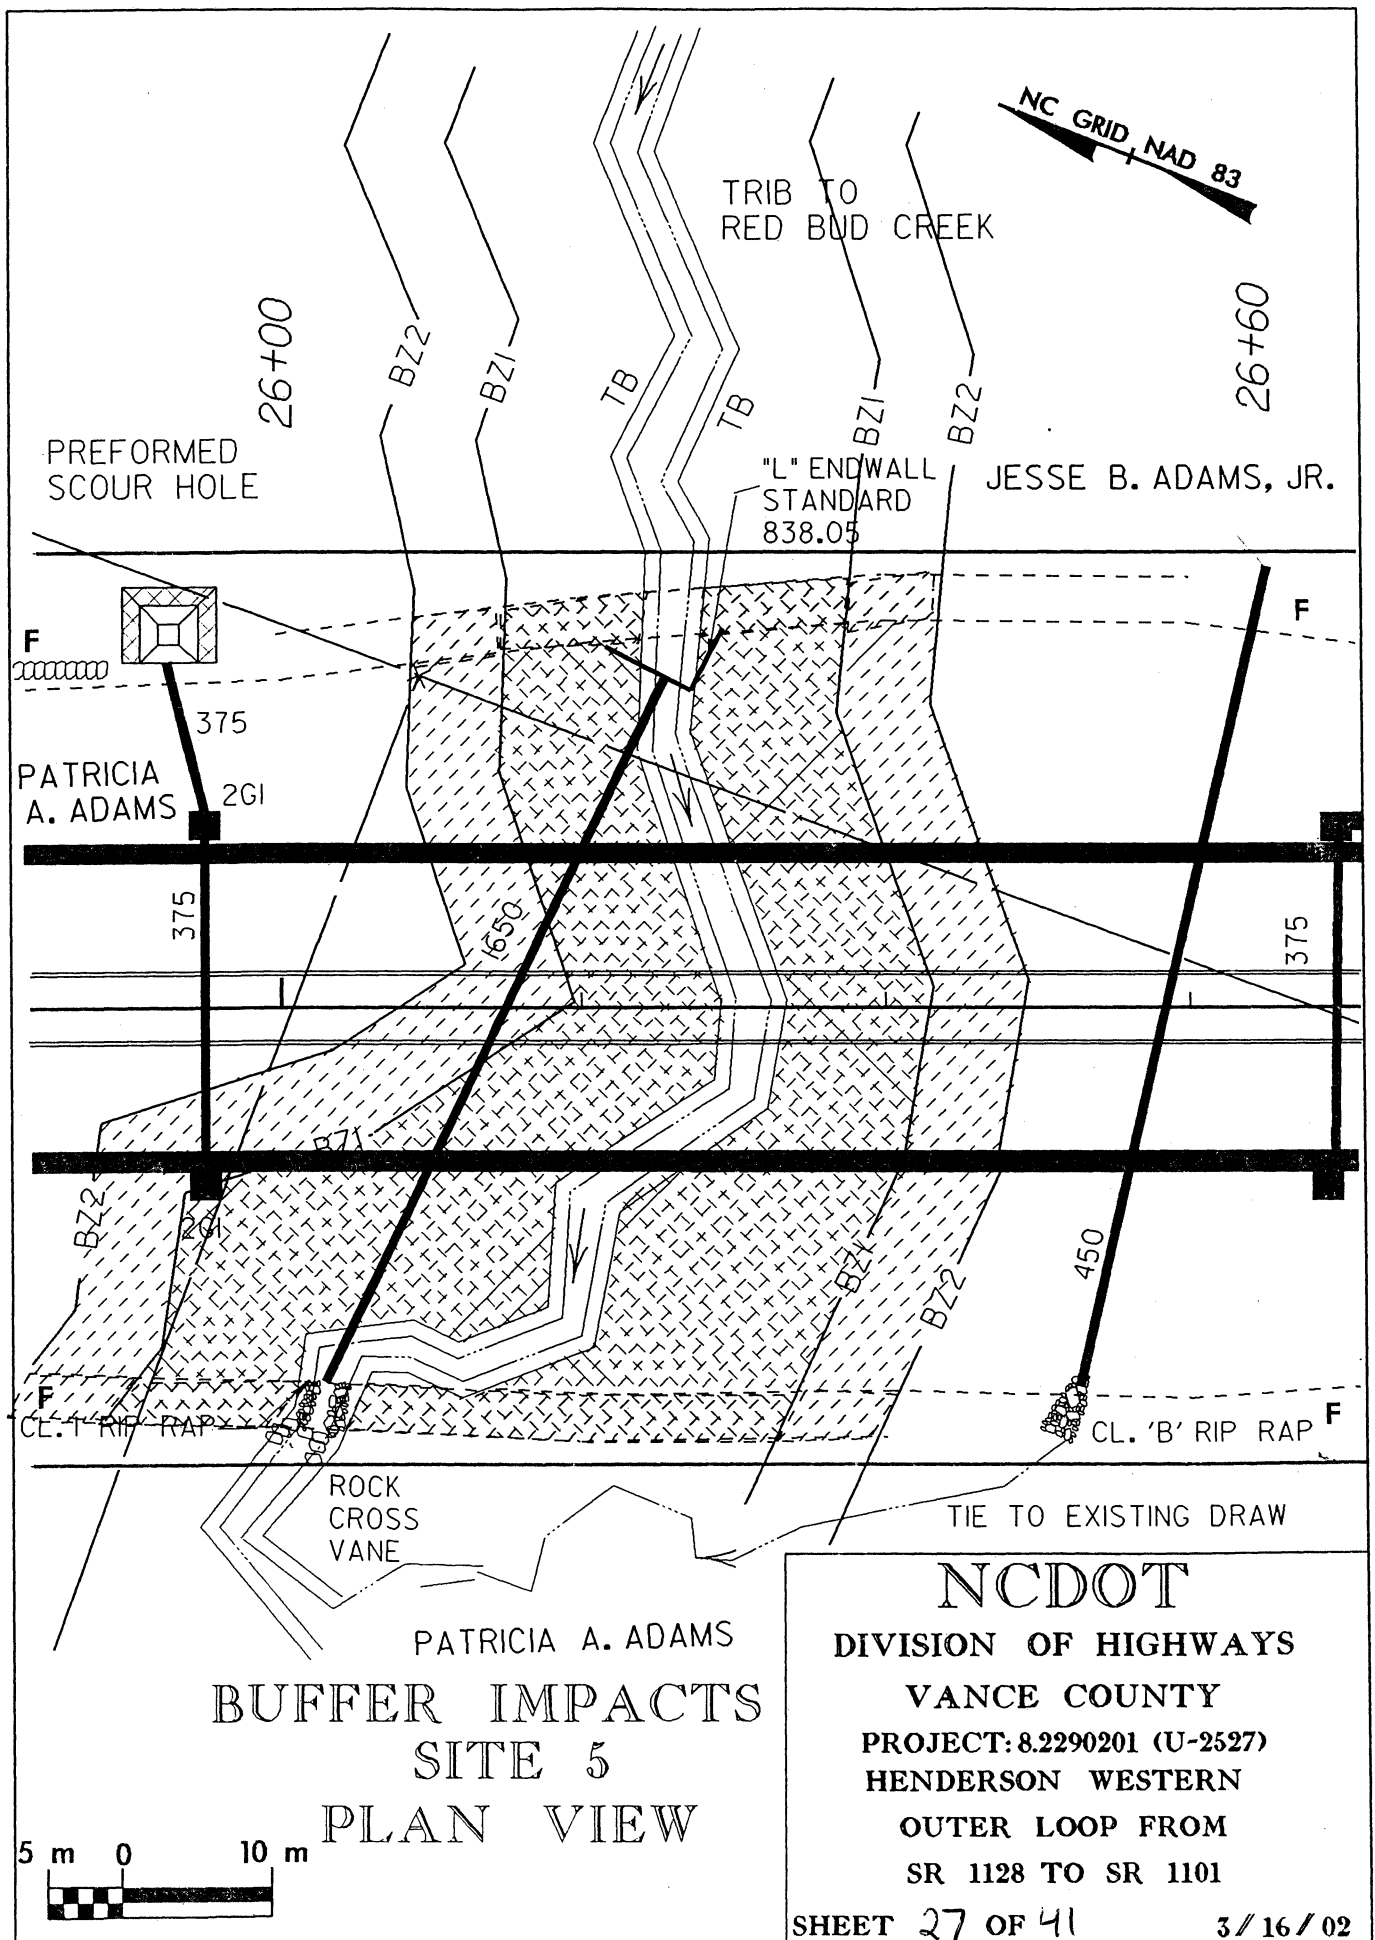 NC GRID NAD 83
TRIB TO
RED BUD CREEK
26+00
26+60
BZ2
BZ1
TB
TB
BZ1
BZ2
PREFORMED
SCOUR HOLE
"L" ENDWALL
STANDARD
838.05
JESSE B. ADAMS, JR.
F
F
375
PATRICIA
A. ADAMS
2GI
375
1650
375
BZ1
BZ2
2GI
BZ1
BZ2
450
F
CL. 'I' RIP RAP
CL. 'B' RIP RAP
F
ROCK
CROSS
VANE
TIE TO EXISTING DRAW
PATRICIA A. ADAMS
BUFFER IMPACTS
SITE 5
PLAN VIEW
5 m 0 10 m
NCDOT
DIVISION OF HIGHWAYS
VANCE COUNTY
PROJECT: 8.2290201 (U-2527)
HENDERSON WESTERN
OUTER LOOP FROM
SR 1128 TO SR 1101
SHEET 27 OF 41 3/16/02